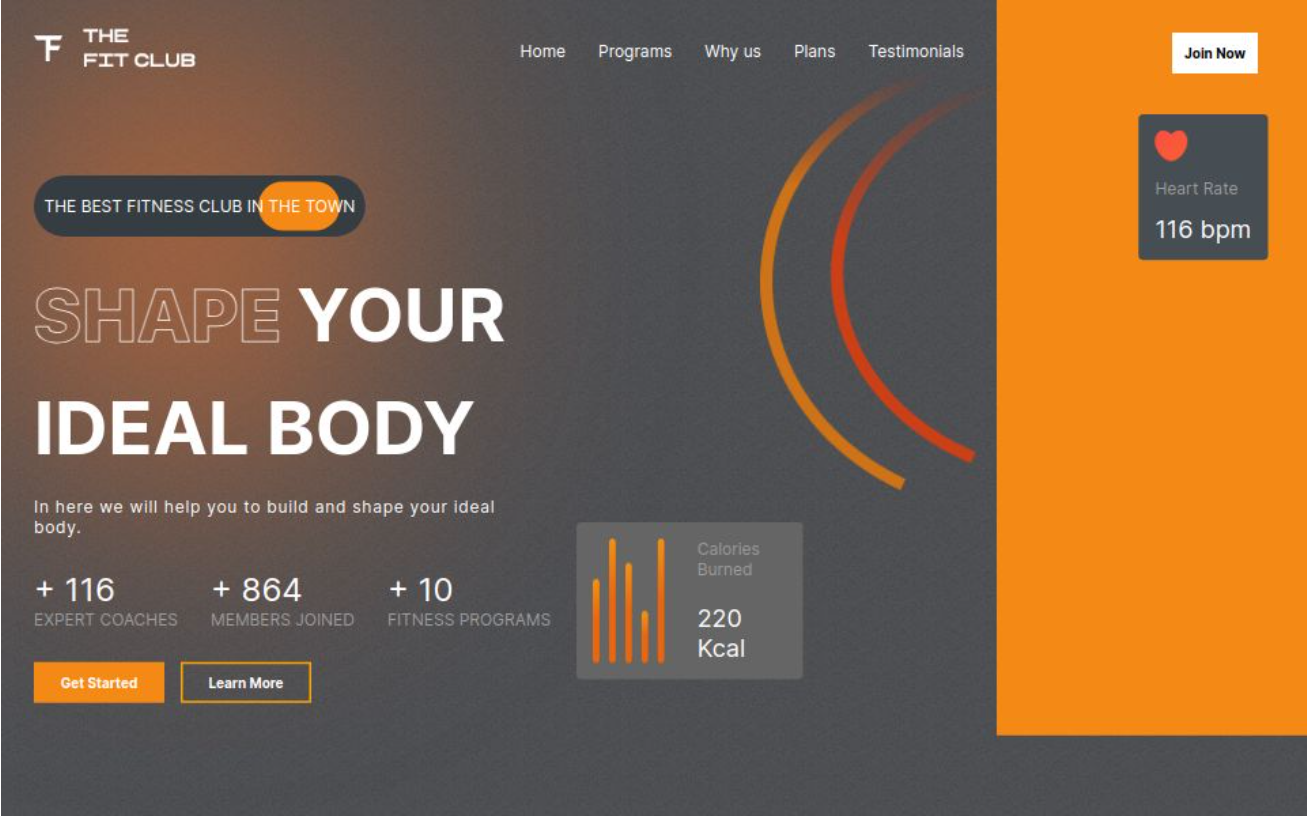 THE
FIT CLUB
Home Programs Why us Plans Testimonials
Join Now
Heart Rate
116 bpm
THE BEST FITNESS CLUB IN THE TOWN
SHAPE YOUR
IDEAL BODY
In here we will help you to build and shape your ideal
body.
+ 116
EXPERT COACHES
+ 864
MEMBERS JOINED
+ 10
FITNESS PROGRAMS
Get Started
Learn More
Calories
Burned
220
Kcal